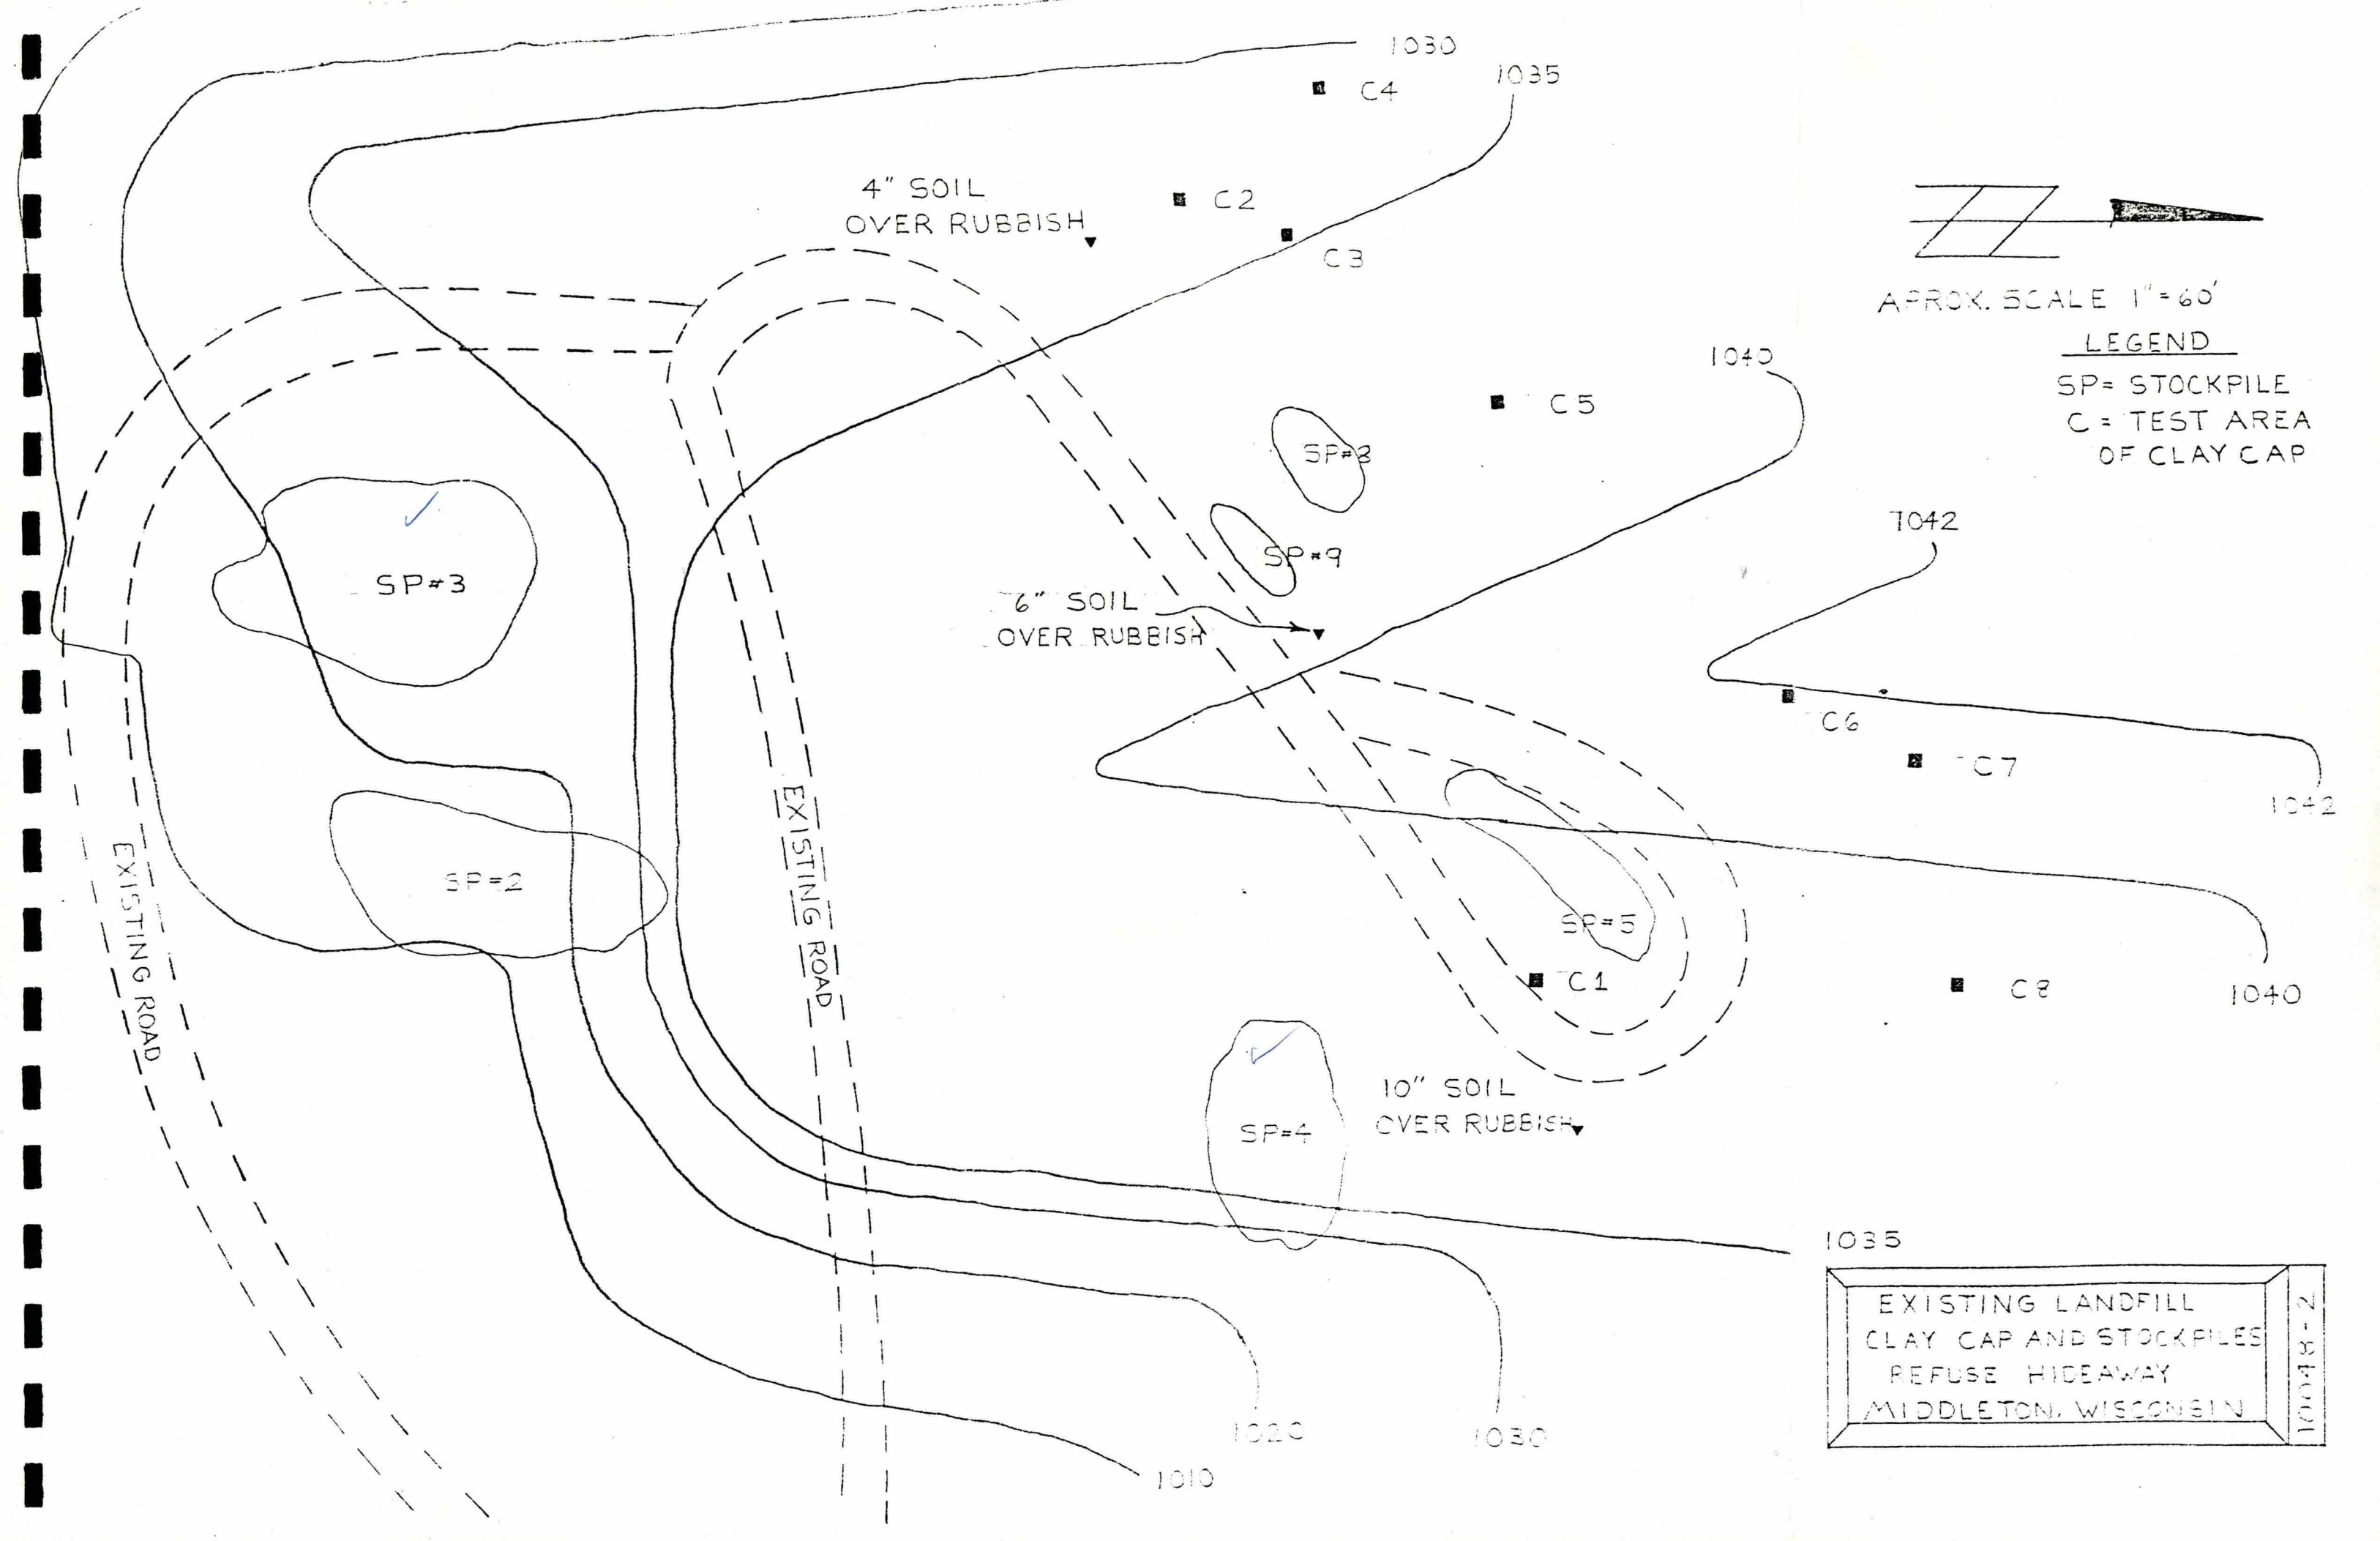 1030
1035
C4
4" SOIL
OVER RUBBISH
C2
C3
APROX. SCALE 1"=60'
LEGEND
SP= STOCKPILE
C = TEST AREA
OF CLAY CAP
1040
C5
SP#8
SP#9
1042
SP#3
6" SOIL
OVER RUBBISH
C6
C7
1042
EXISTING ROAD
EXISTING ROAD
SP=2
SP=5
C1
C8
1040
10" SOIL
OVER RUBBISH
SP=4
1035
EXISTING LANDFILL
CLAY CAP AND STOCKPILES
REFUSE HIDEAWAY
MIDDLETON, WISCONSIN
10048-2
1020
1030
1010